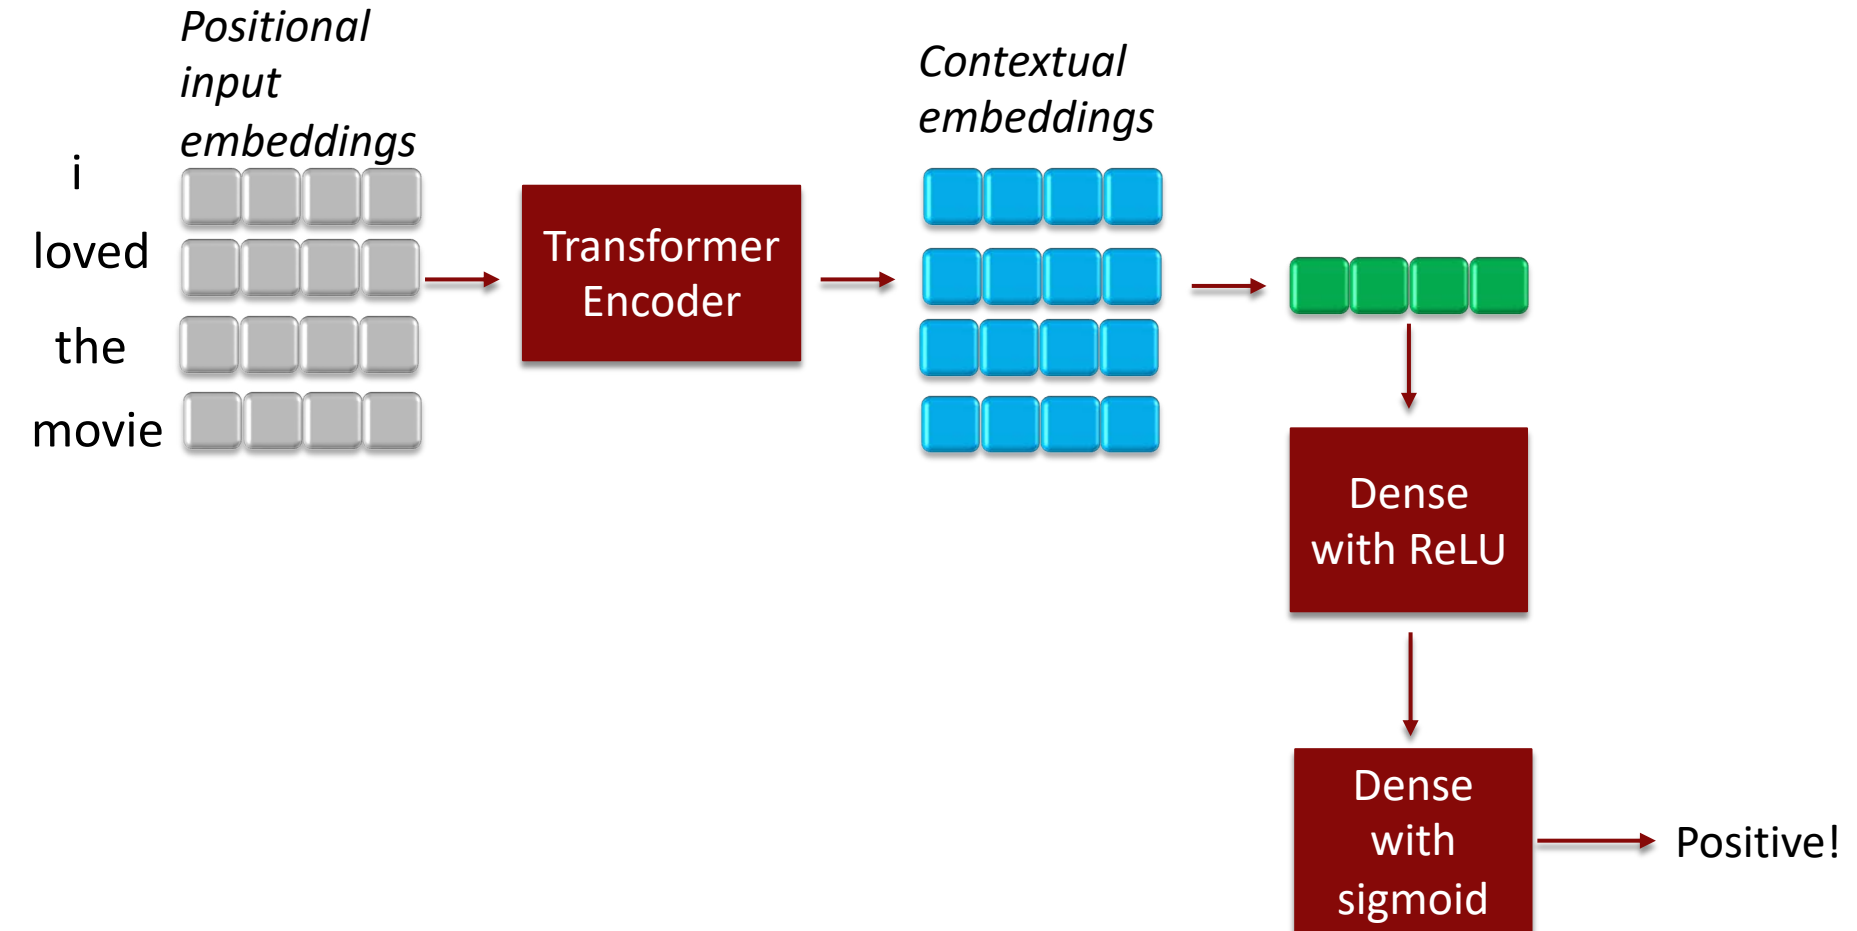 Positional
input
embeddings
i
loved
the
movie
Transformer
Encoder
Contextual
embeddings
Dense
with ReLU
Dense
with
sigmoid
Positive!